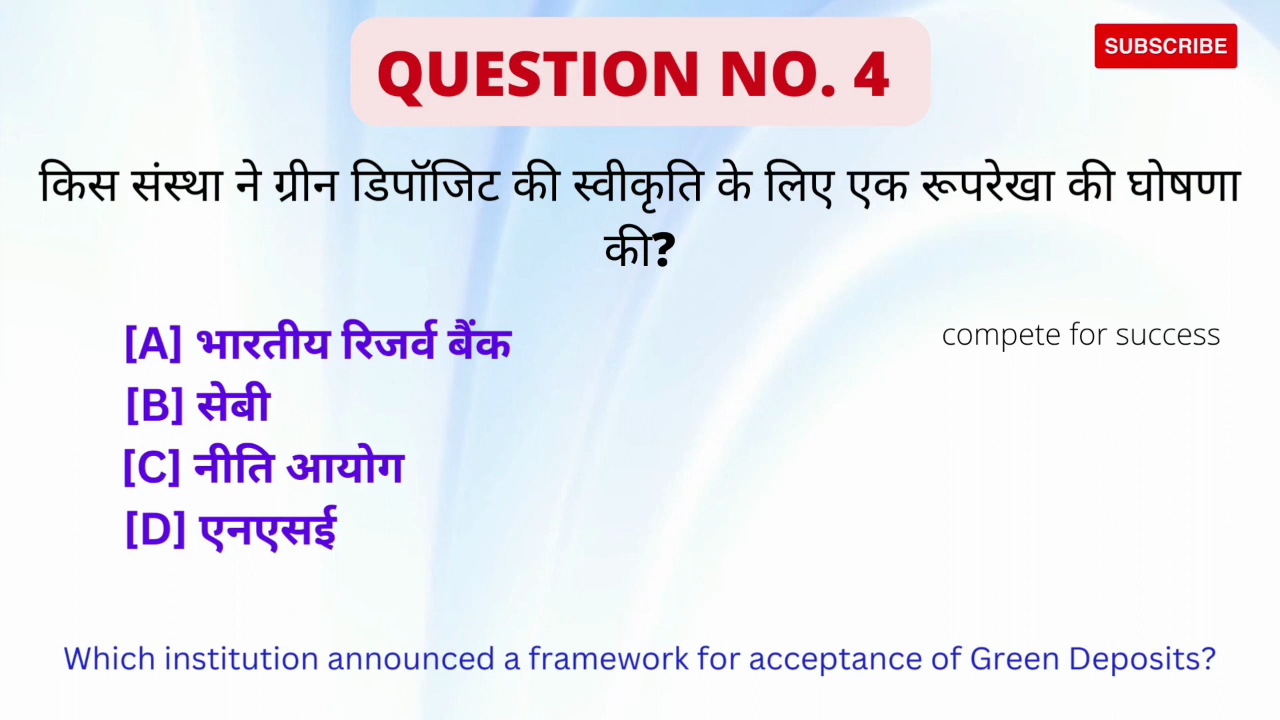 QUESTION NO. 4
SUBSCRIBE
किस संस्था ने ग्रीन डिपॉजिट की स्वीकृति के लिए एक रूपरेखा की घोषणा
की?
[A] भारतीय रिजर्व बैंक
compete for success
[B] सेबी
[C] नीति आयोग
[D] एनएसई
Which institution announced a framework for acceptance of Green Deposits?